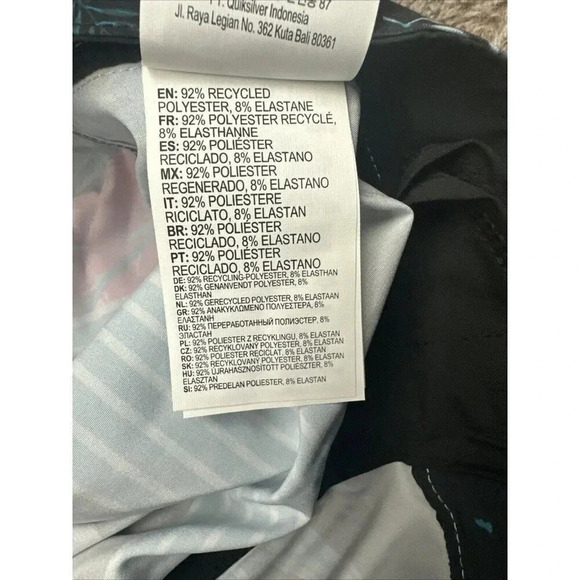 87
PT. Quiksilver Indonesia
Jl. Raya Legian No. 362 Kuta Bali 80361
EN: 92% RECYCLED
POLYESTER, 8% ELASTANE
FR: 92% POLYESTER RECYCLÉ,
8% ELASTHANNE
ES: 92% POLIÉSTER
RECICLADO, 8% ELASTANO
MX: 92% POLIÉSTER
REGENERADO, 8% ELASTANO
IT: 92% POLIESTERE
RICICLATO, 8% ELASTAN
BR: 92% POLIÉSTER
RECICLADO, 8% ELASTANO
PT: 92% POLIÉSTER
RECICLADO, 8% ELASTANO
DE: 92% RECYCLING-POLYESTER, 8% ELASTHAN
DK: 92% GENANVENDT POLYESTER, 8%
ELASTHAN
NL: 92% GERECYCLED POLYESTER, 8% ELASTAAN
GR: 92% ΑΝΑΚΥΚΛΩΜΕΝΟ ΠΟΛΥΕΣΤΕΡΑ, 8%
ΕΛΑΣΤΑΝΗ
RU: 92% ПЕРЕРАБОТАННЫЙ ПОЛИЭСТЕР, 8%
ЭЛАСТАН
PL: 92% POLIESTER Z RECYKLINGU, 8% ELASTAN
CZ: 92% RECYKLOVANÝ POLYESTER, 8% ELASTAN
RO: 92% POLIESTER RECICLAT, 8% ELASTAN
SK: 92% RECYKLOVANÝ POLYESTER, 8% ELASTAN
HU: 92% ÚJRAHASZNOSÍTOTT POLIÉSZTER, 8%
ELASZTÁN
SI: 92% PREDELAN POLIESTER, 8% ELASTAN